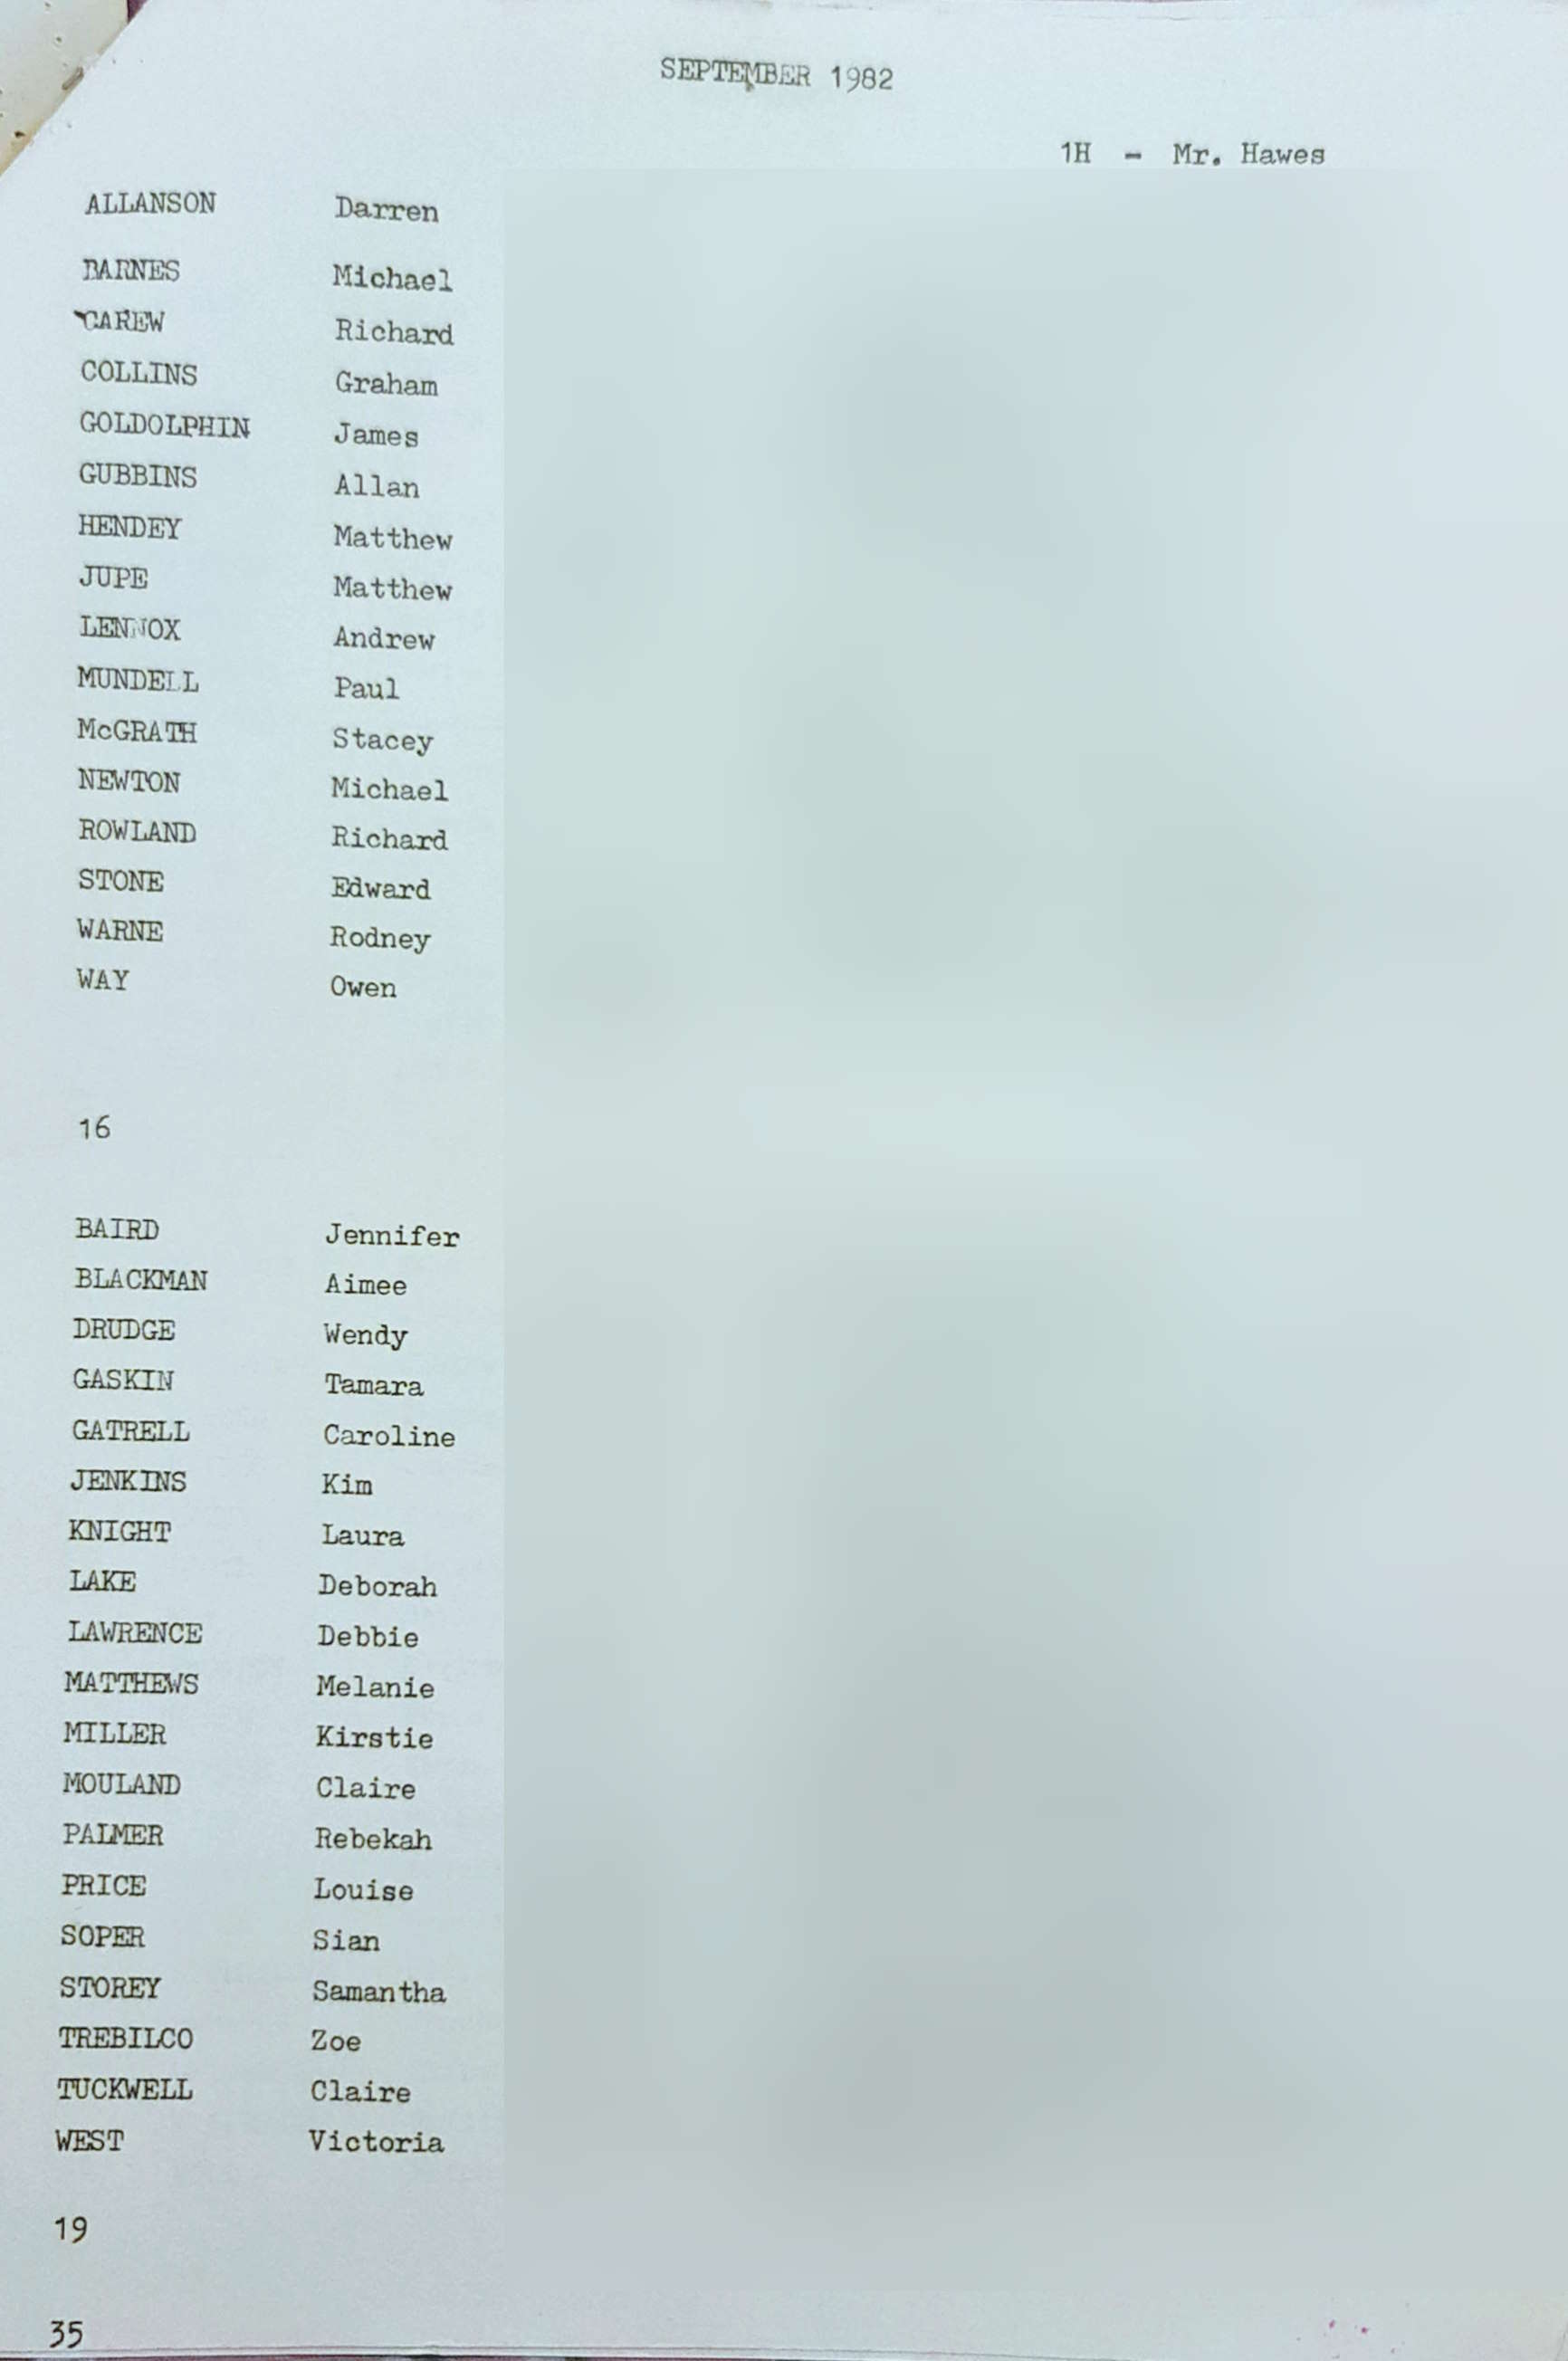 SEPTEMBER 1982
1H - Mr. Hawes
ALLANSON Darren
BARNES Michael
CAREW Richard
COLLINS Graham
GOLDOLPHIN James
GUBBINS Allan
HENDEY Matthew
JUPE Matthew
LENNOX Andrew
MUNDELL Paul
McGRATH Stacey
NEWTON Michael
ROWLAND Richard
STONE Edward
WARNE Rodney
WAY Owen
16
BAIRD Jennifer
BLACKMAN Aimee
DRUDGE Wendy
GASKIN Tamara
GATRELL Caroline
JENKINS Kim
KNIGHT Laura
LAKE Deborah
LAWRENCE Debbie
MATTHEWS Melanie
MILLER Kirstie
MOULAND Claire
PALMER Rebekah
PRICE Louise
SOPER Sian
STOREY Samantha
TREBILCO Zoe
TUCKWELL Claire
WEST Victoria
19
35